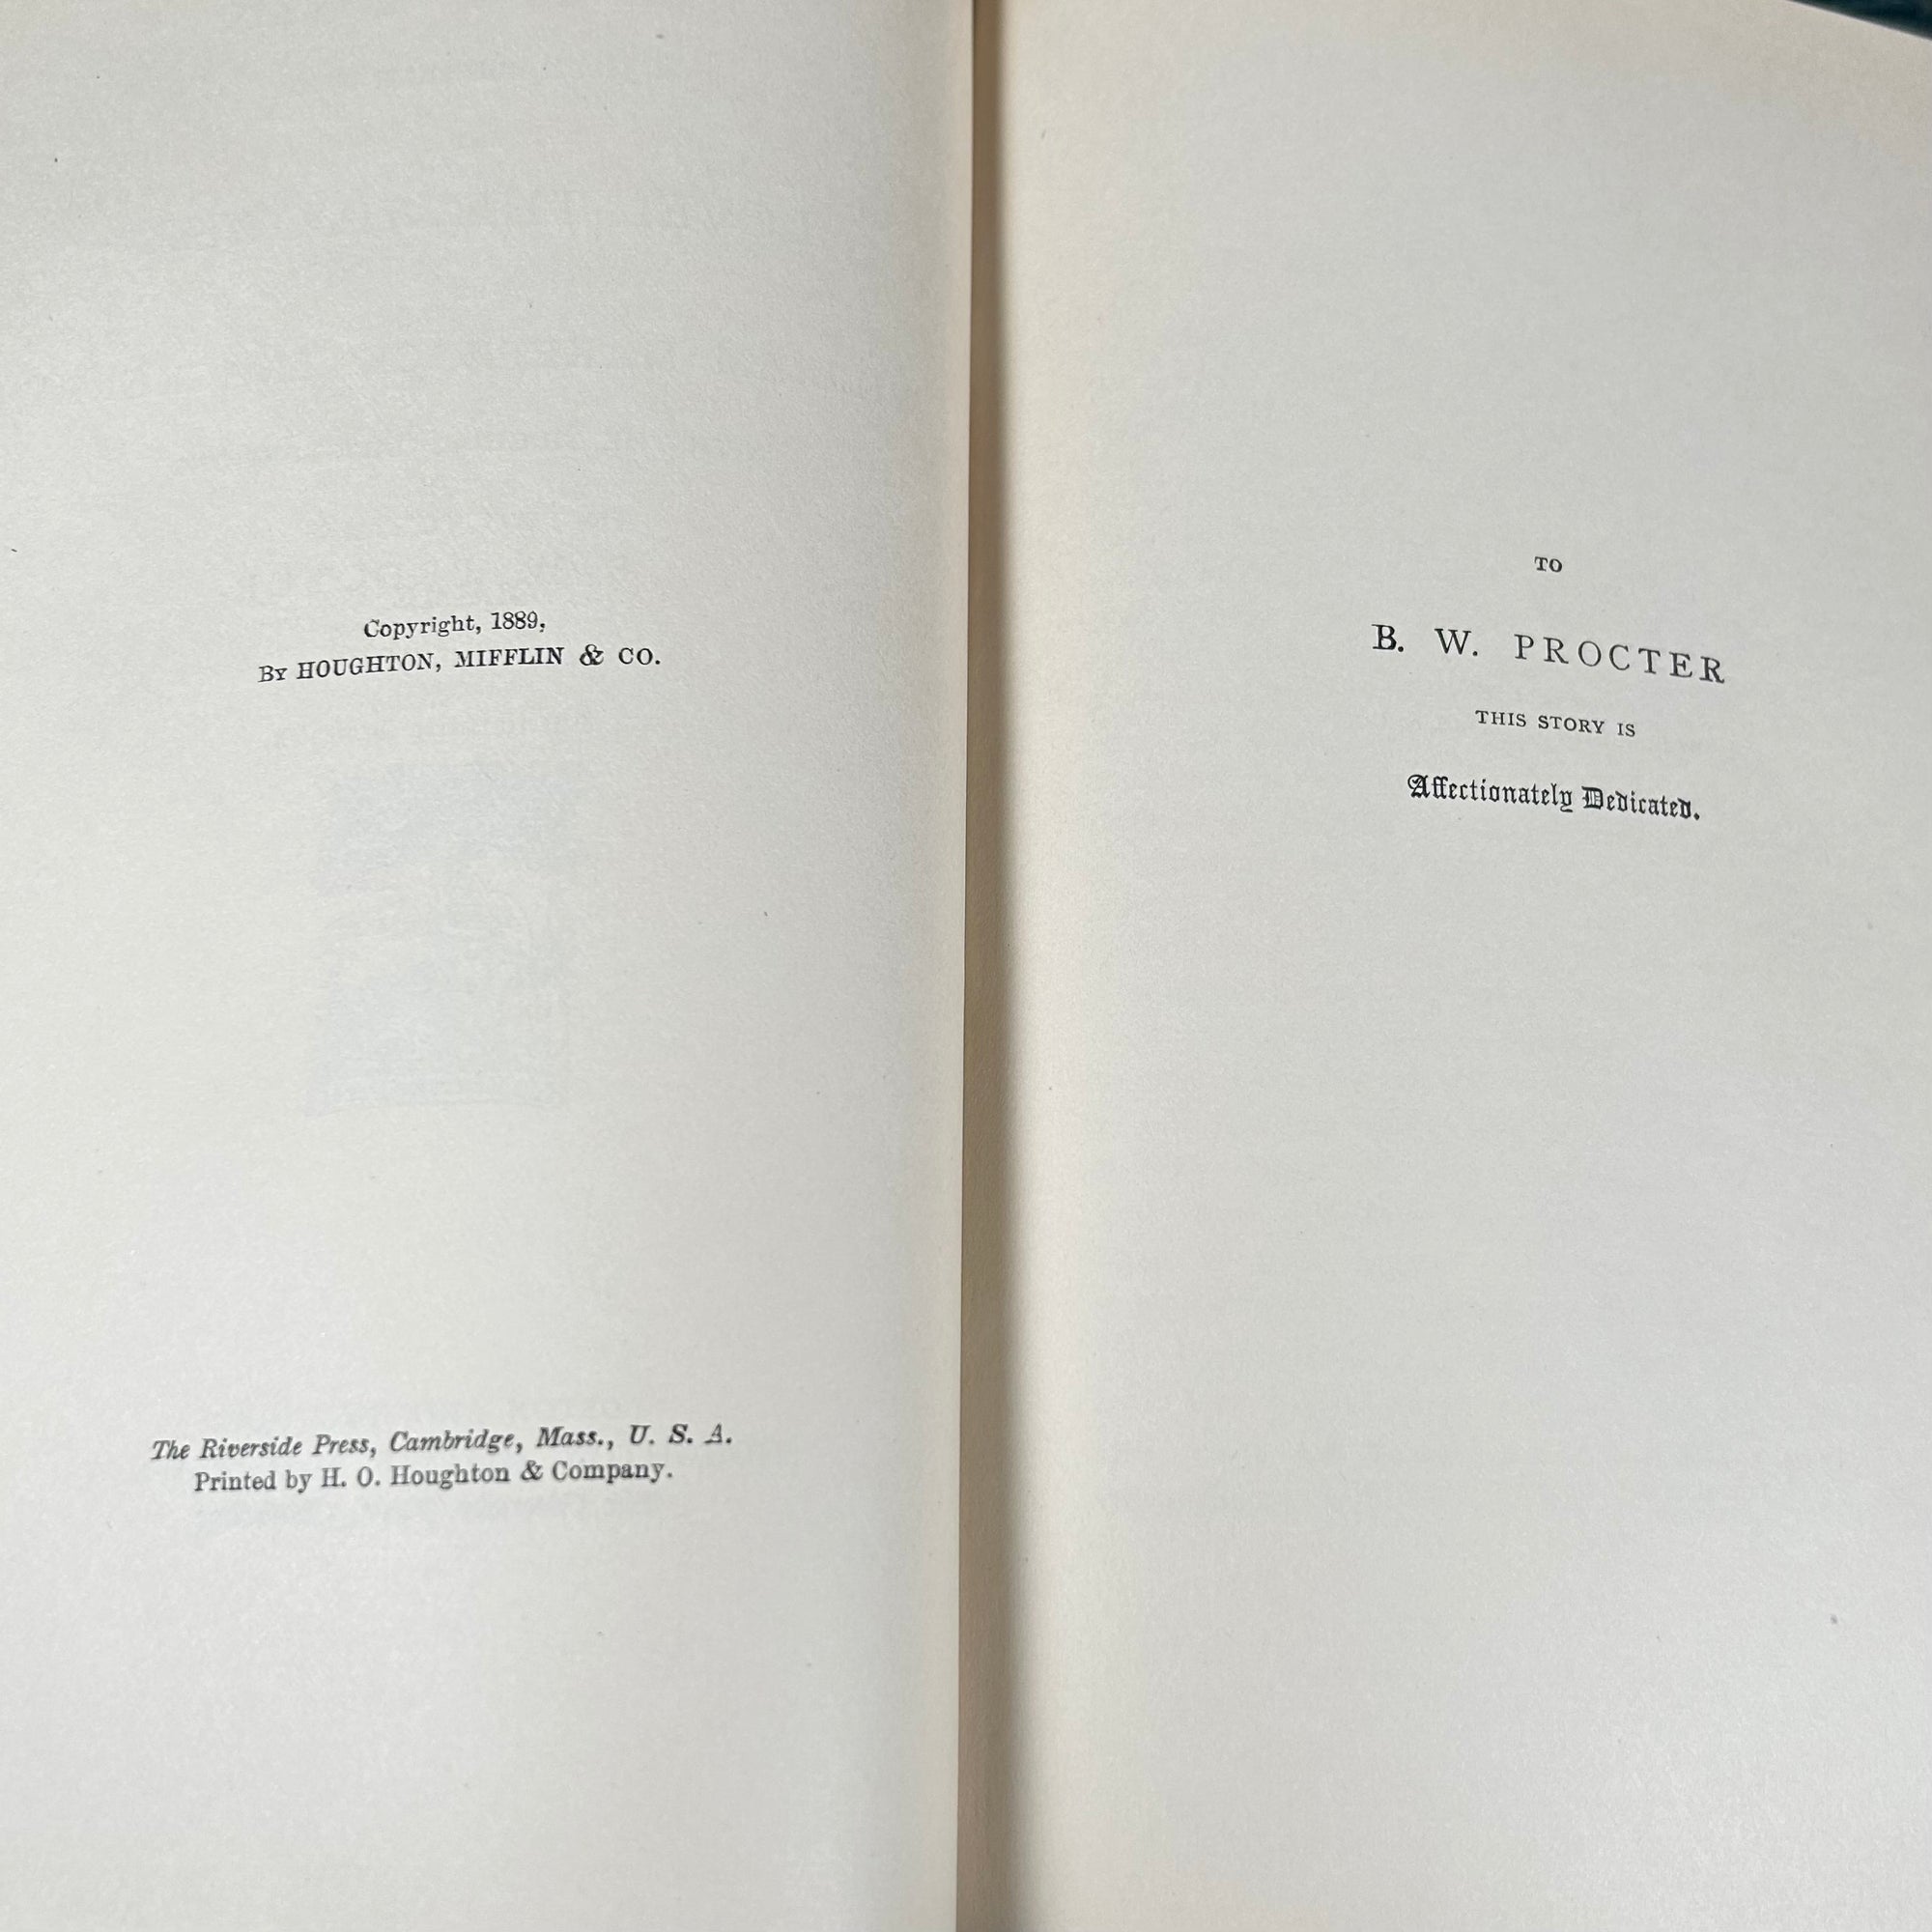 Copyright, 1889,
By HOUGHTON, MIFFLIN & CO.
The Riverside Press, Cambridge, Mass., U. S. A.
Printed by H. O. Houghton & Company.
TO
B. W. PROCTER
THIS STORY IS
Affectionately Dedicated.